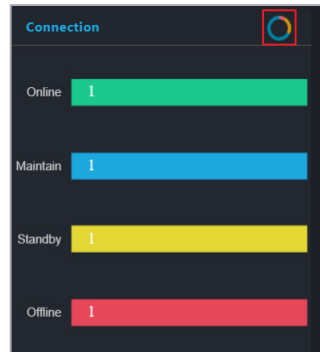 Connection
Online 1
Maintain 1
Standby 1
Offline 1